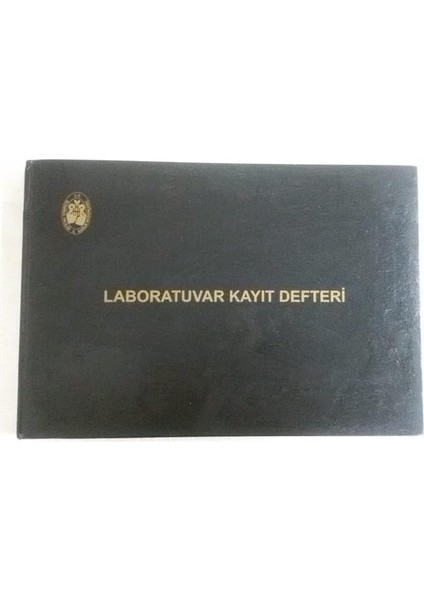 LABORATUVAR KAYIT DEFTERİ